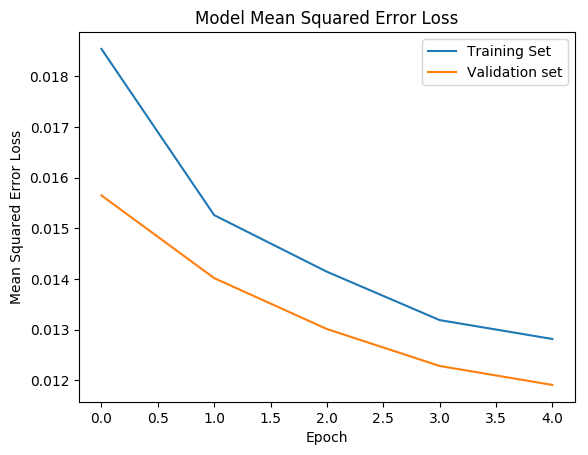 Model Mean Squared Error Loss
Training Set
Validation set
Mean Squared Error Loss
0.018
0.017
0.016
0.015
0.014
0.013
0.012
0.0 0.5 1.0 1.5 2.0 2.5 3.0 3.5 4.0
Epoch